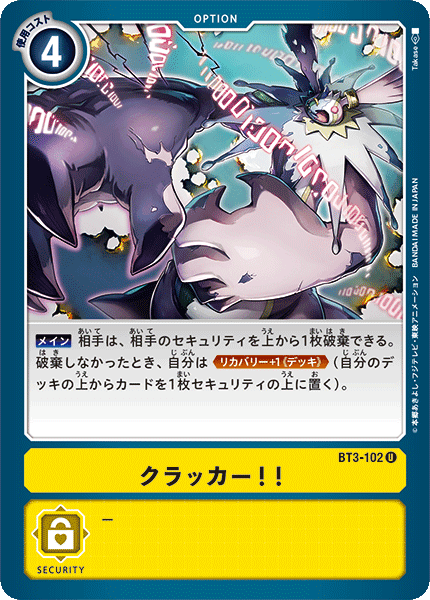 OPTION
使用コスト
4
Takase
メイン 相手は、相手のセキュリティを上から1枚破棄できる。
破棄しなかったとき、自分は リカバリー+1《デッキ》 (自分のデ
ッキの上からカードを1枚セキュリティの上に置く)。
©本郷あきよし・フジテレビ・東映アニメーション BANDAI MADE IN JAPAN
BT3-102 U
クラッカー!!
—
SECURITY